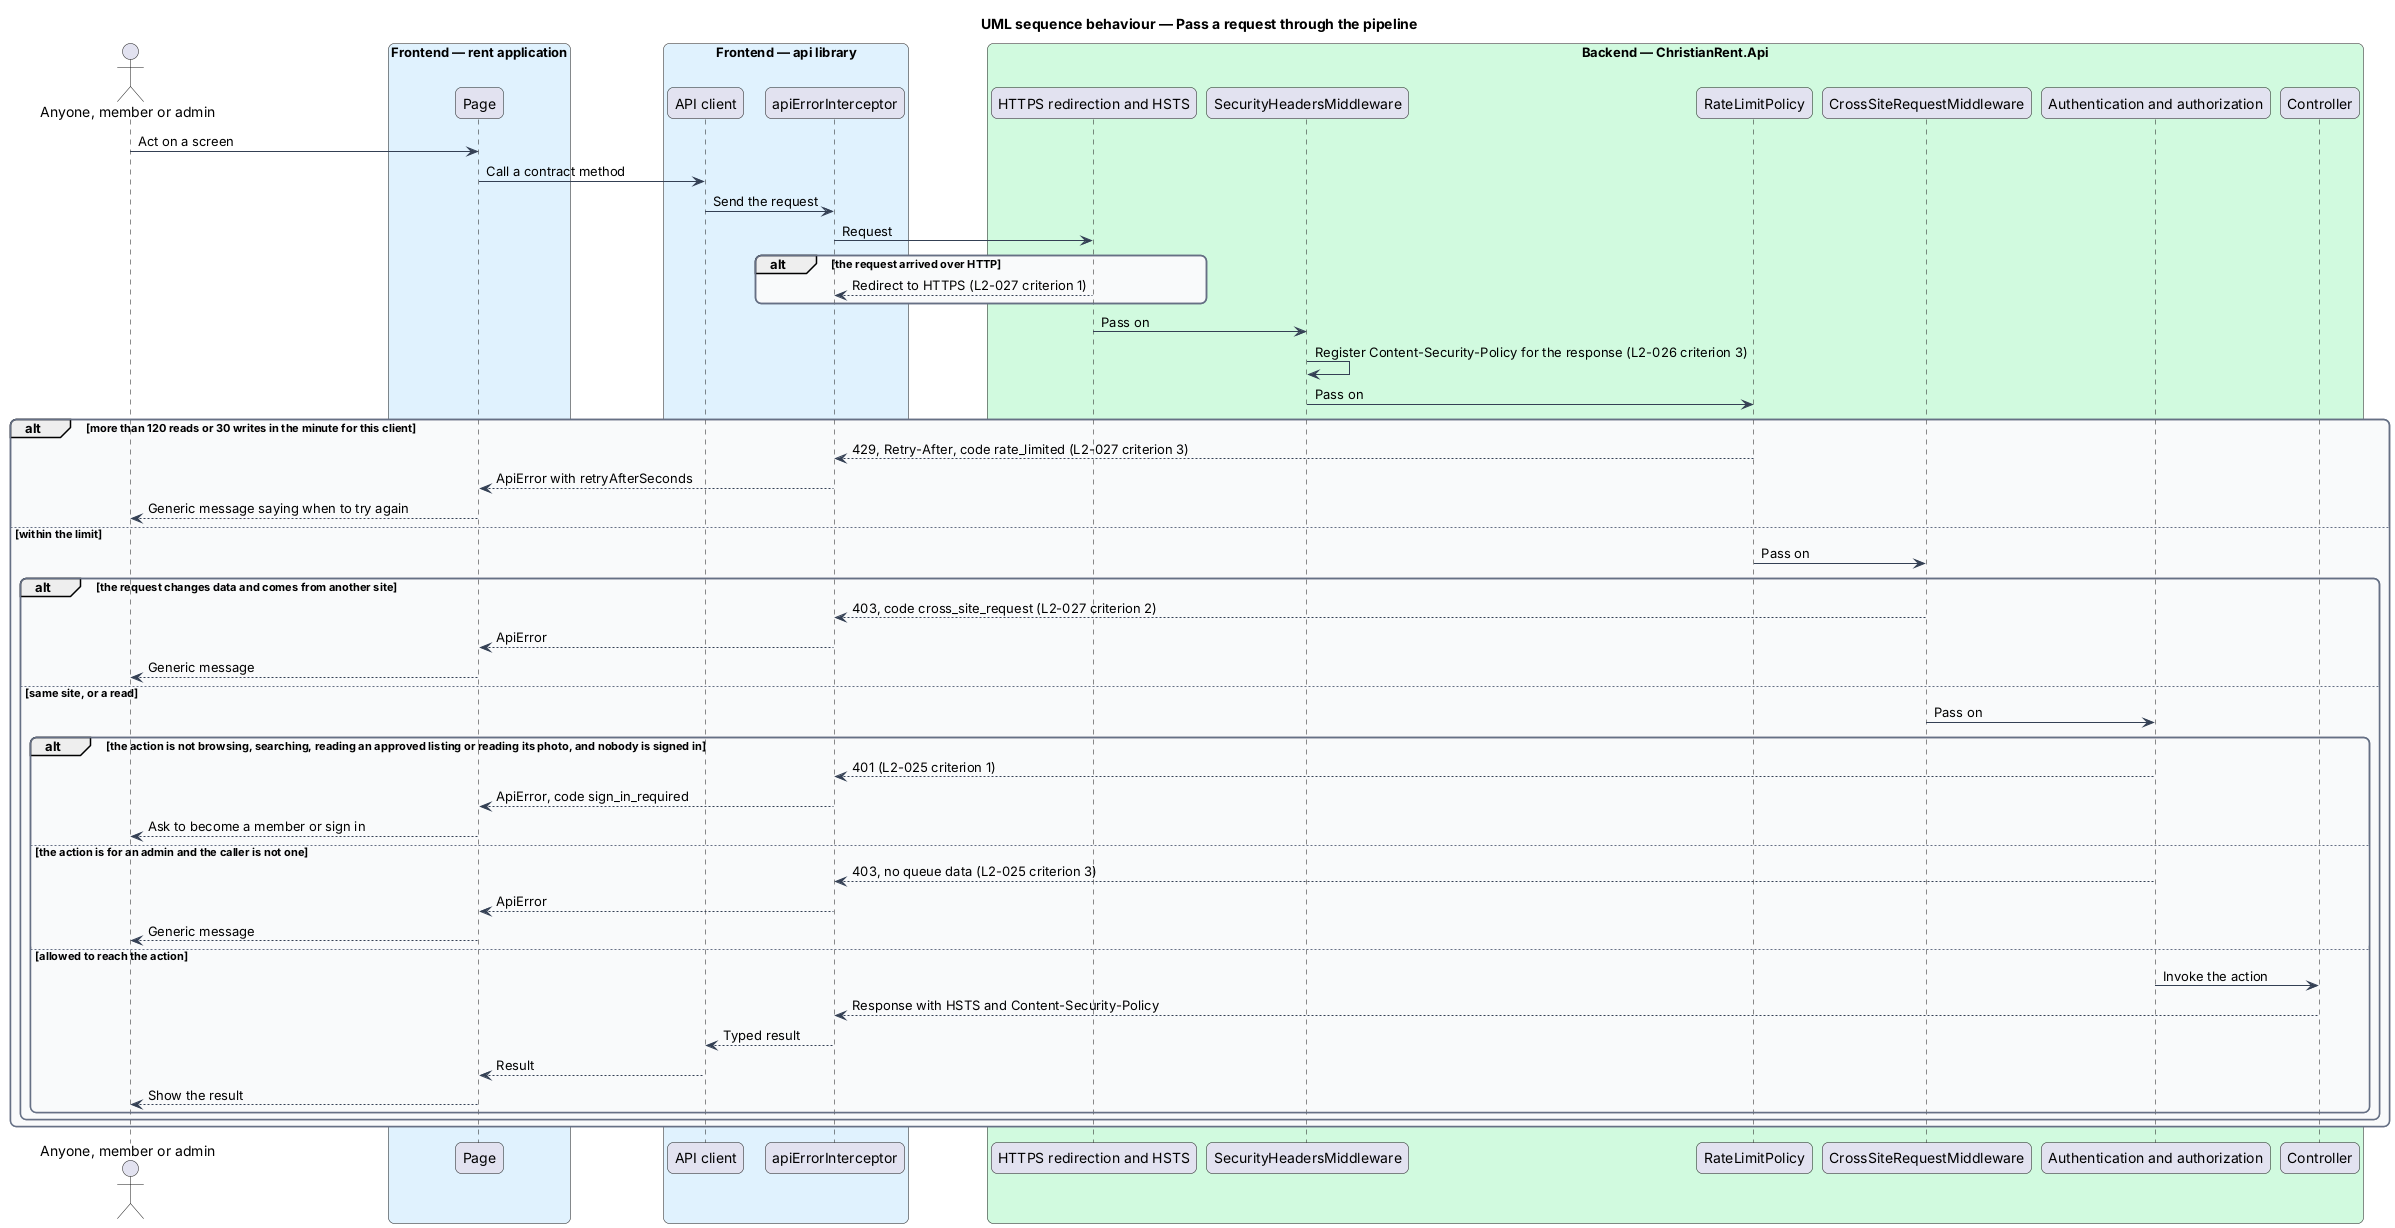 UML sequence behaviour — Pass a request through the pipeline
Frontend — rent application
Frontend — api library
Backend — ChristianRent.Api
Anyone, member or admin
Page
API client
apiErrorInterceptor
HTTPS redirection and HSTS
SecurityHeadersMiddleware
RateLimitPolicy
CrossSiteRequestMiddleware
Authentication and authorization
Controller
Act on a screen
Call a contract method
Send the request
Request
alt
[the request arrived over HTTP]
Redirect to HTTPS (L2-027 criterion 1)
Pass on
Register Content-Security-Policy for the response (L2-026 criterion 3)
Pass on
alt
[more than 120 reads or 30 writes in the minute for this client]
429, Retry-After, code rate_limited (L2-027 criterion 3)
ApiError with retryAfterSeconds
Generic message saying when to try again
[within the limit]
Pass on
alt
[the request changes data and comes from another site]
403, code cross_site_request (L2-027 criterion 2)
ApiError
Generic message
[same site, or a read]
Pass on
alt
[the action is not browsing, searching, reading an approved listing or reading its photo, and nobody is signed in]
401 (L2-025 criterion 1)
ApiError, code sign_in_required
Ask to become a member or sign in
[the action is for an admin and the caller is not one]
403, no queue data (L2-025 criterion 3)
ApiError
Generic message
[allowed to reach the action]
Invoke the action
Response with HSTS and Content-Security-Policy
Typed result
Result
Show the result
Anyone, member or admin
Page
API client
apiErrorInterceptor
HTTPS redirection and HSTS
SecurityHeadersMiddleware
RateLimitPolicy
CrossSiteRequestMiddleware
Authentication and authorization
Controller